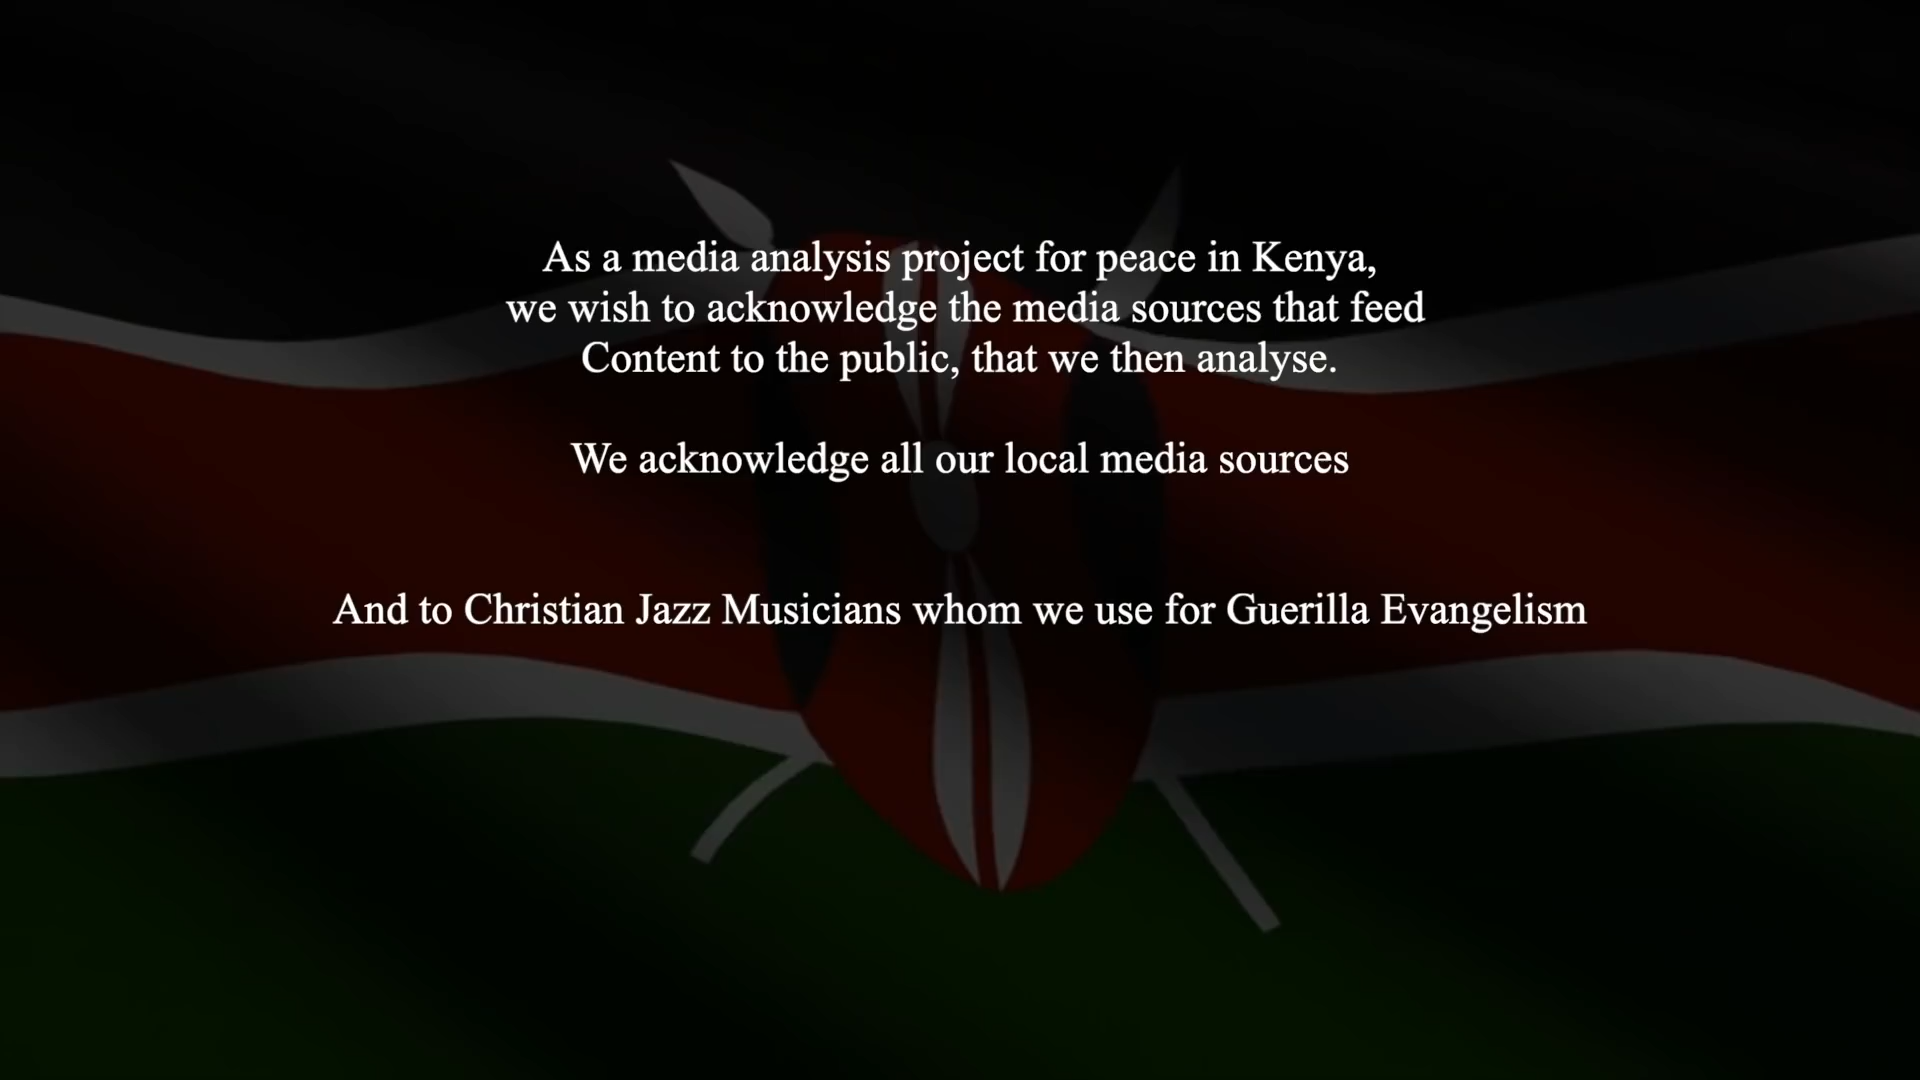 As a media analysis project for peace in Kenya,
we wish to acknowledge the media sources that feed
Content to the public, that we then analyse.
We acknowledge all our local media sources
And to Christian Jazz Musicians whom we use for Guerilla Evangelism